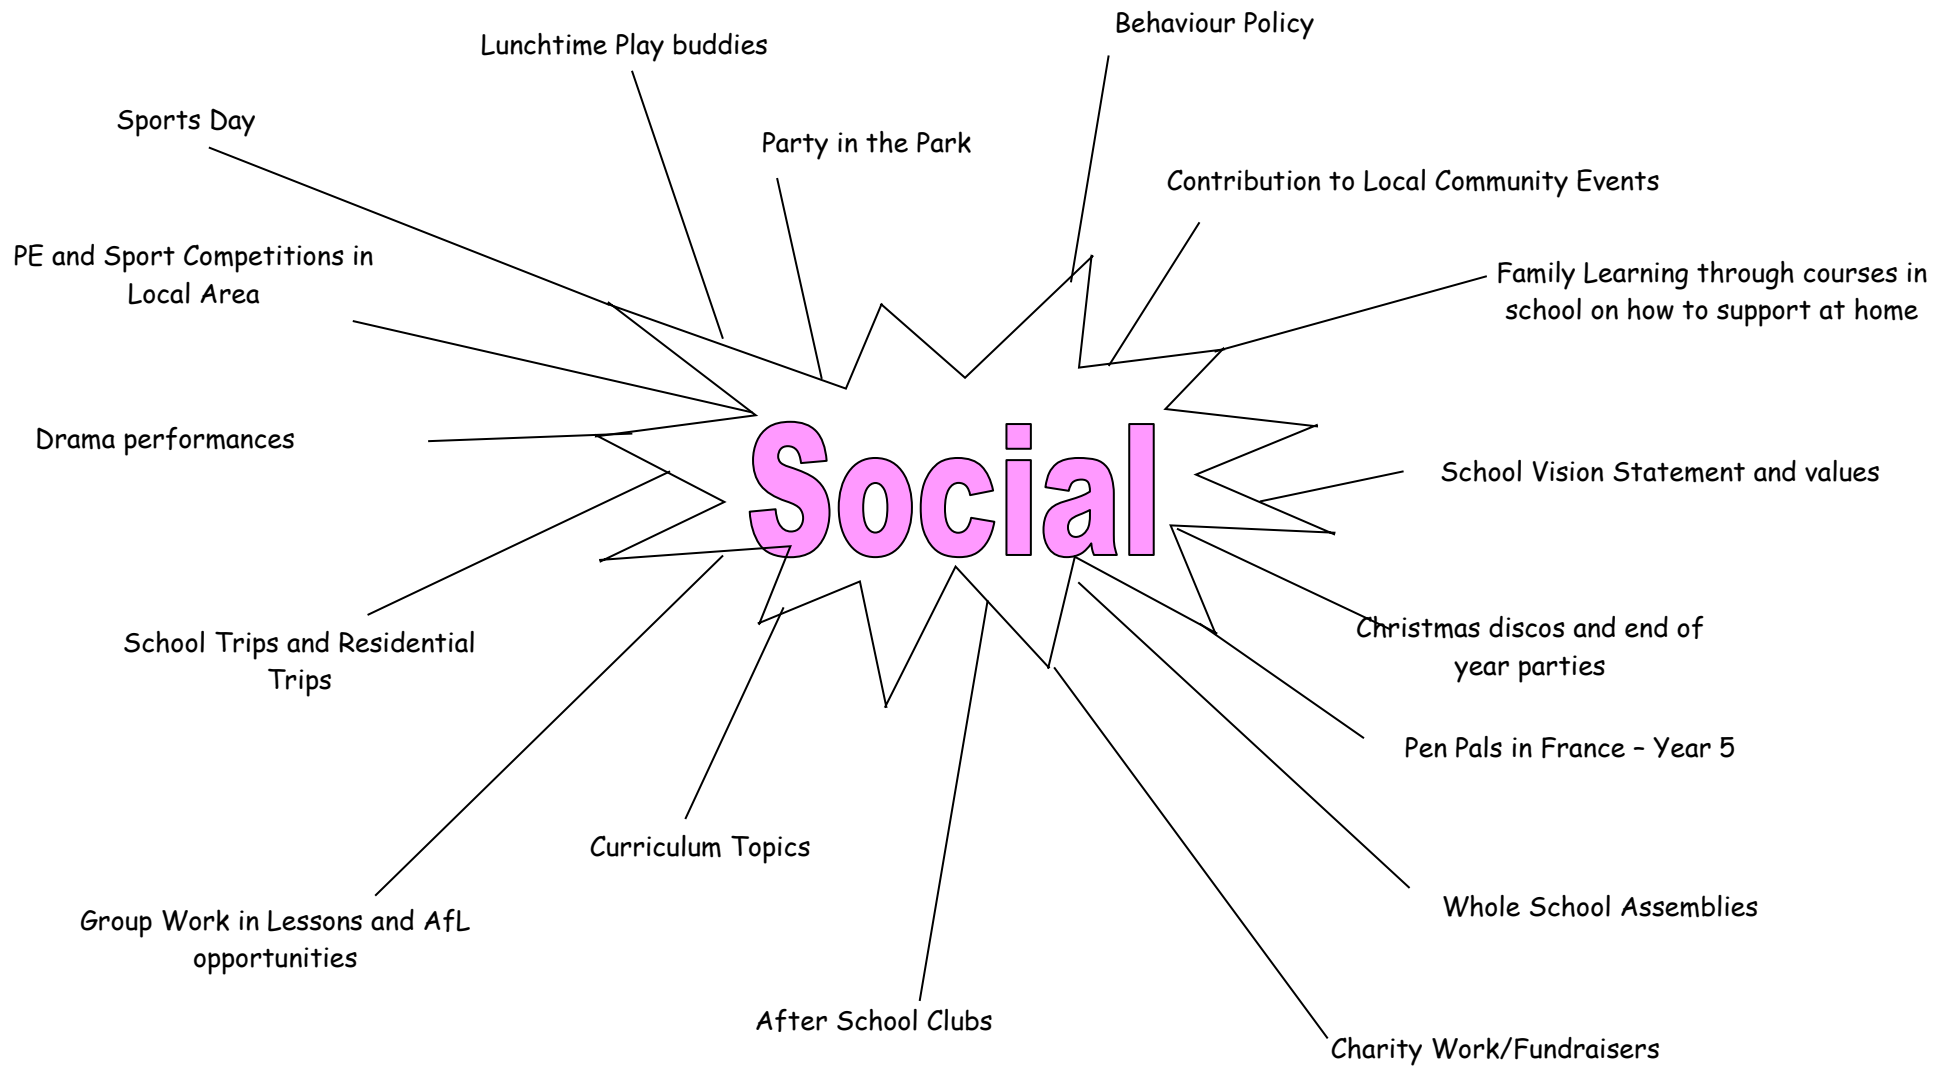 Behaviour Policy
Lunchtime Play buddies
Sports Day
Party in the Park
Contribution to Local Community Events
PE and Sport Competitions in
Local Area
Family Learning through courses in
school on how to support at home
Drama performances
Social
School Vision Statement and values
School Trips and Residential
Trips
Christmas discos and end of
year parties
Pen Pals in France – Year 5
Curriculum Topics
Whole School Assemblies
Group Work in Lessons and AfL
opportunities
After School Clubs
Charity Work/Fundraisers